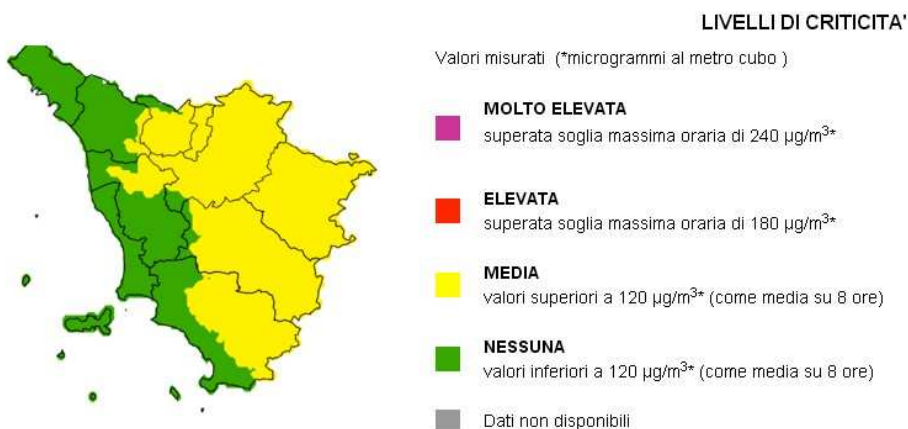 LIVELLI DI CRITICITA'
Valori misurati (*microgrammi al metro cubo )
MOLTO ELEVATA
superata soglia massima oraria di 240 µg/m³*
ELEVATA
superata soglia massima oraria di 180 µg/m³*
MEDIA
valori superiori a 120 µg/m³* (come media su 8 ore)
NESSUNA
valori inferiori a 120 µg/m³* (come media su 8 ore)
Dati non disponibili